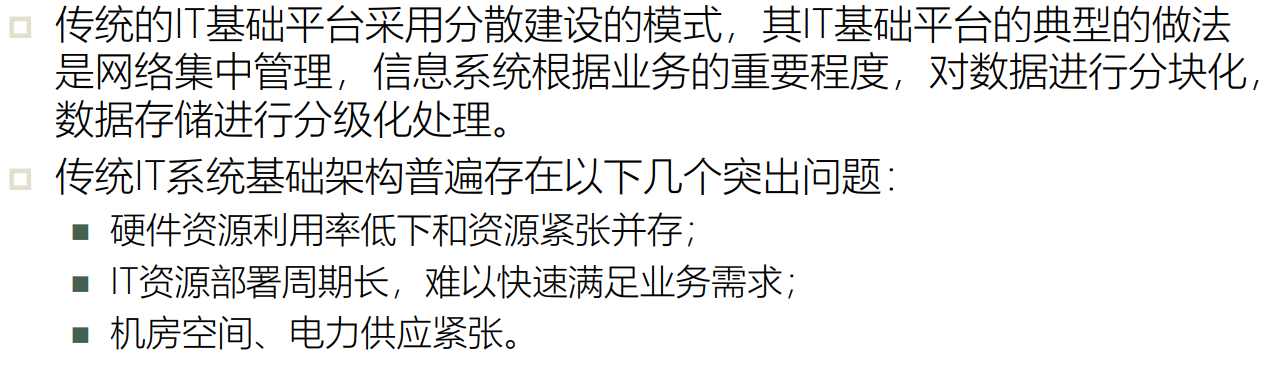 传统的IT基础平台采用分散建设的模式，其IT基础平台的典型的做法
是网络集中管理，信息系统根据业务的重要程度，对数据进行分块化，
数据存储进行分级化处理。
传统IT系统基础架构普遍存在以下几个突出问题：
硬件资源利用率低下和资源紧张并存；
IT资源部署周期长，难以快速满足业务需求；
机房空间、电力供应紧张。